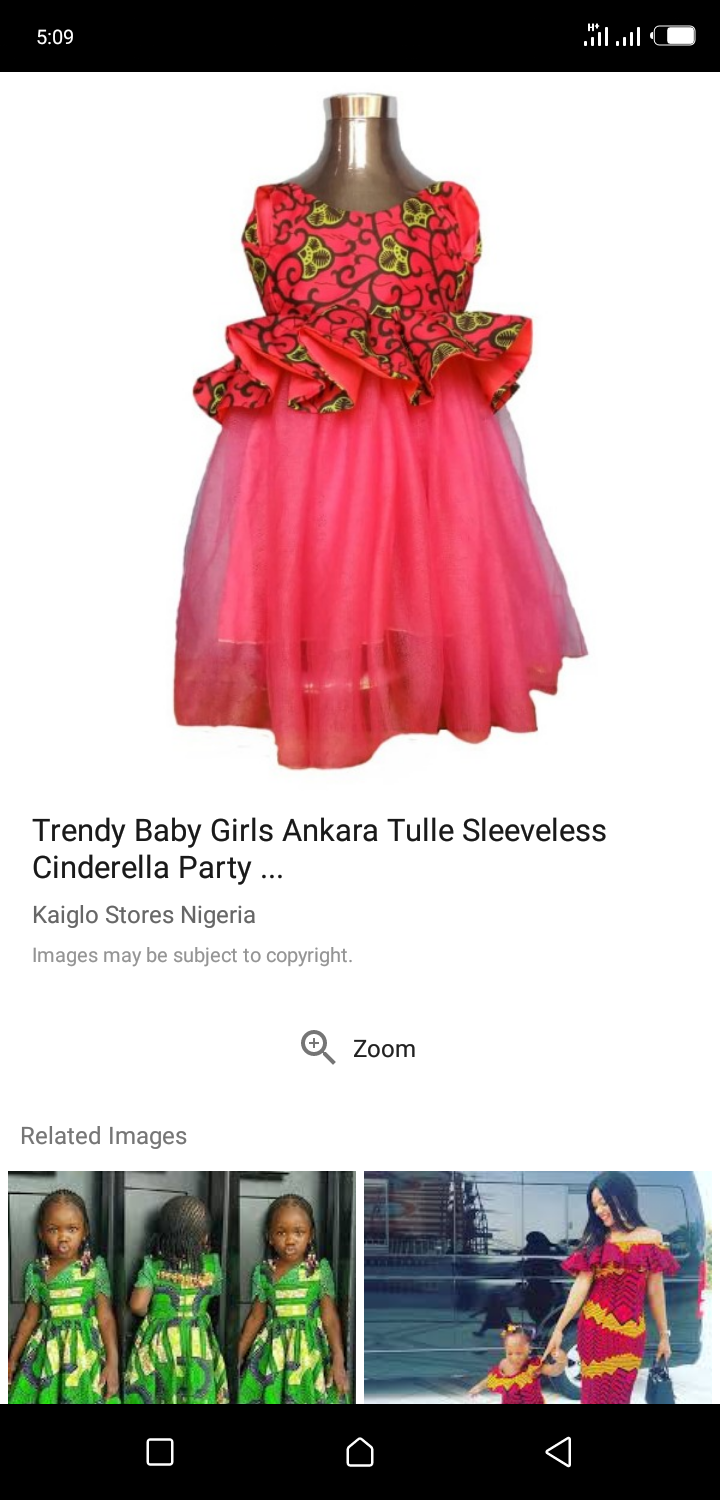 5:09
H+
Trendy Baby Girls Ankara Tulle Sleeveless
Cinderella Party ...
Kaiglo Stores Nigeria
Images may be subject to copyright.
Zoom
Related Images